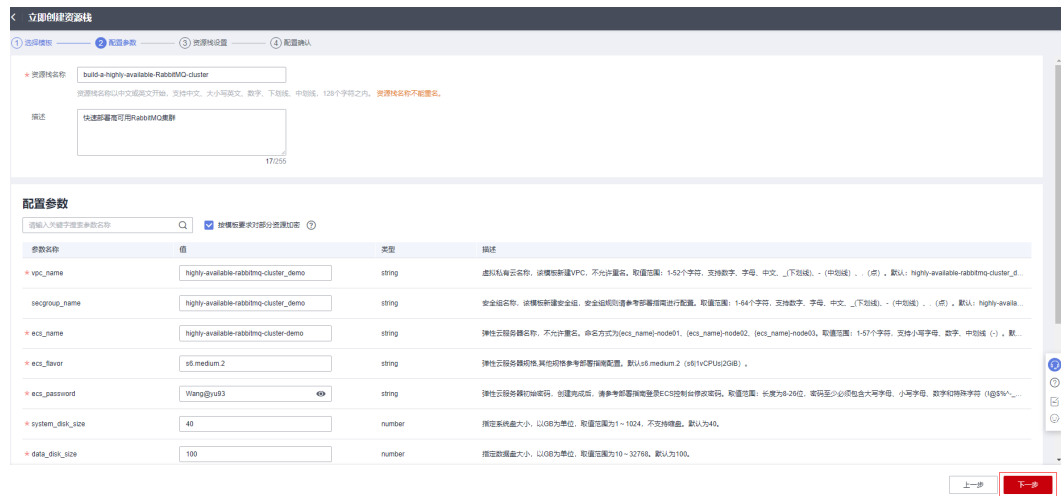 立即创建资源栈
1 选择模板 2 配置参数 3 资源栈设置 4 配置确认
* 资源栈名称 build-a-highly-available-RabbitMQ-cluster
资源栈名称以中文或英文开始，支持中文、大小写英文、数字、下划线、中划线，128个字符之内。资源栈名称不能重名。
描述 快速部署高可用RabbitMQ集群
17/255
配置参数
请输入关键字搜索参数名称 按模板要求对部分资源加密
参数名称 值 类型 描述
* vpc_name highly-available-rabbitmq-cluster_demo string 虚拟私有云名称，该模板新建VPC，不允许重名。取值范围：1-52个字符，支持数字、字母、中文、_(下划线)、-（中划线）、.（点）。默认：highly-available-rabbitmq-cluster_d...
secgroup_name highly-available-rabbitmq-cluster_demo string 安全组名称，该模板新建安全组，安全组规则请参考部署指南进行配置。取值范围：1-64个字符，支持数字、字母、中文、_(下划线)、-（中划线）、.（点）。默认：highly-availa...
* ecs_name highly-available-rabbitmq-cluster-demo string 弹性云服务器名称，不允许重名。命名方式为{ecs_name}-node01、{ecs_name}-node02、{ecs_name}-node03。取值范围：1-57个字符，支持小写字母、数字、中划线（-）。默...
* ecs_flavor s6.medium.2 string 弹性云服务器规格,其他规格参考部署指南配置。默认s6.medium.2（s6|1vCPUs|2GiB）。
* ecs_password Wang@yu93 string 弹性云服务器初始密码，创建完成后，请参考部署指南登录ECS控制台修改密码。取值范围：长度为8-26位，密码至少必须包含大写字母、小写字母、数字和特殊字符（!@$%^-_...
* system_disk_size 40 number 指定系统盘大小，以GB为单位，取值范围为1～1024，不支持缩盘。默认为40。
* data_disk_size 100 number 指定数据盘大小，以GB为单位，取值范围为10～32768。默认为100。
上一步 下一步